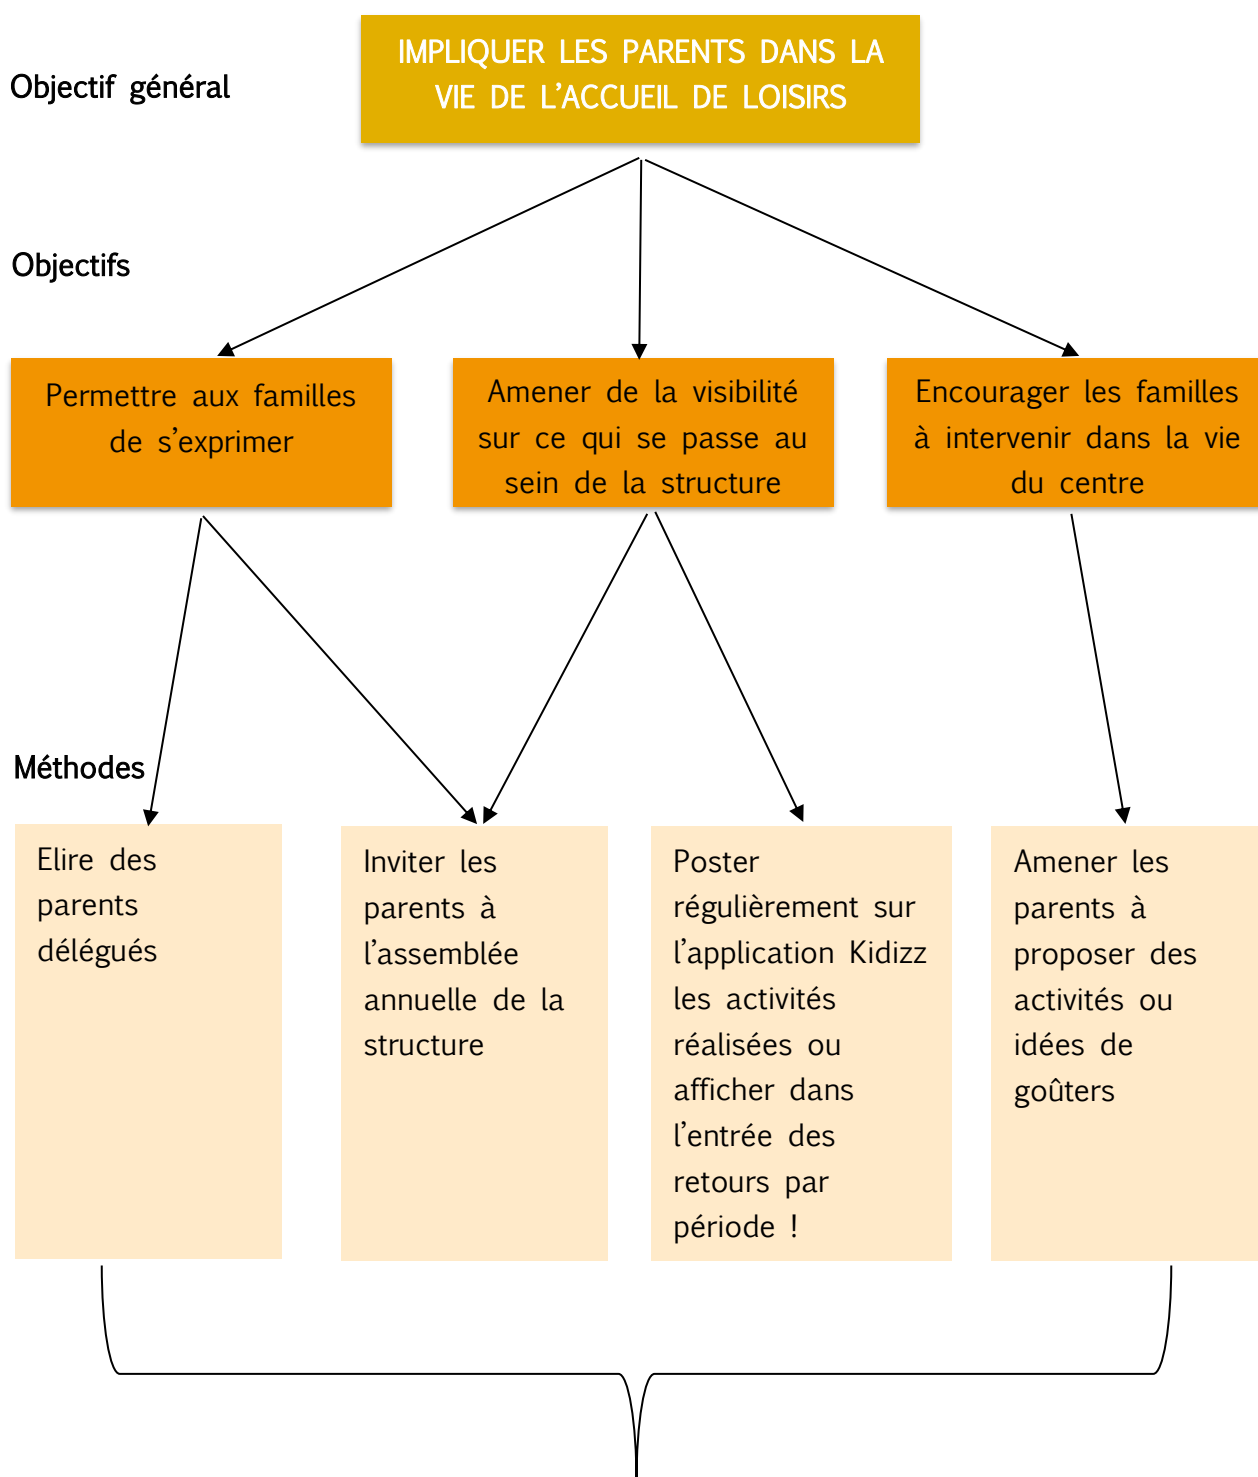 IMPLIQUER LES PARENTS DANS LA
VIE DE L’ACCUEIL DE LOISIRS
Objectif général
Objectifs
Permettre aux familles
de s’exprimer
Amener de la visibilité
sur ce qui se passe au
sein de la structure
Encourager les familles
à intervenir dans la vie
du centre
Méthodes
Elire des
parents
délégués
Inviter les
parents à
l’assemblée
annuelle de la
structure
Poster
régulièrement sur
l’application Kidizz
les activités
réalisées ou
afficher dans
l’entrée des
retours par
période !
Amener les
parents à
proposer des
activités ou
idées de
goûters